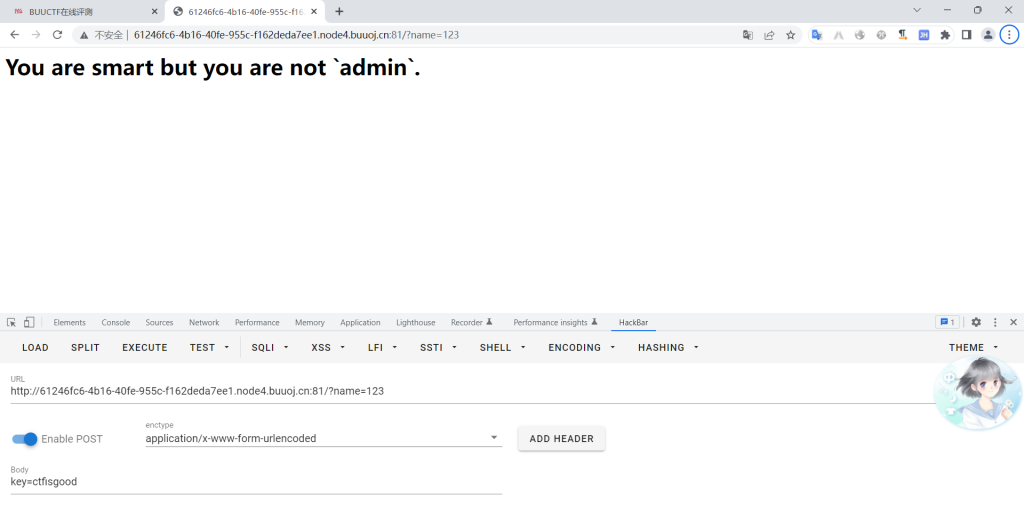 BUUCTF在线评测
61246fc6-4b16-40fe-955c-f16
不安全 | 61246fc6-4b16-40fe-955c-f162deda7ee1.node4.buuoj.cn:81/?name=123
You are smart but you are not `admin`.
Elements Console Sources Network Performance Memory Application Lighthouse Recorder Performance insights HackBar 1
LOAD SPLIT EXECUTE TEST SQLI XSS LFI SSTI SHELL ENCODING HASHING THEME
URL
http://61246fc6-4b16-40fe-955c-f162deda7ee1.node4.buuoj.cn:81/?name=123
enctype
Enable POST application/x-www-form-urlencoded ADD HEADER
Body
key=ctfisgood